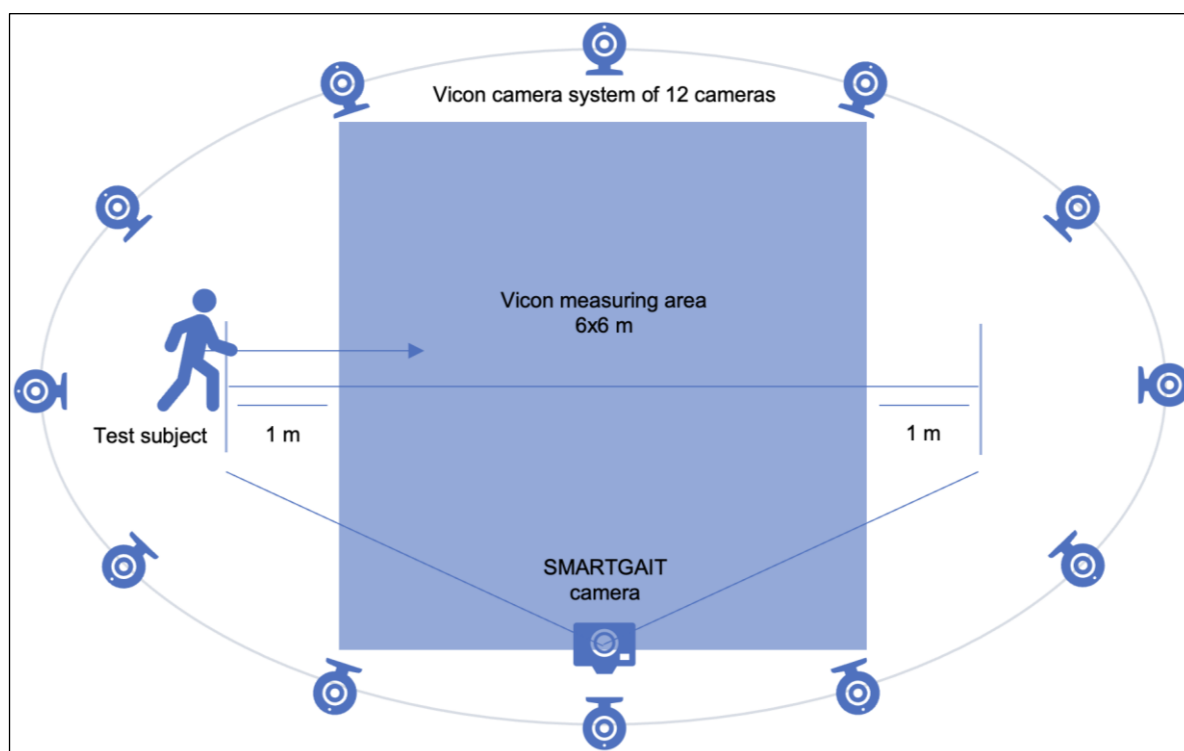 Vicon camera system of 12 cameras
Vicon measuring area
6x6 m
Test subject
1 m
1 m
SMARTGAIT
camera